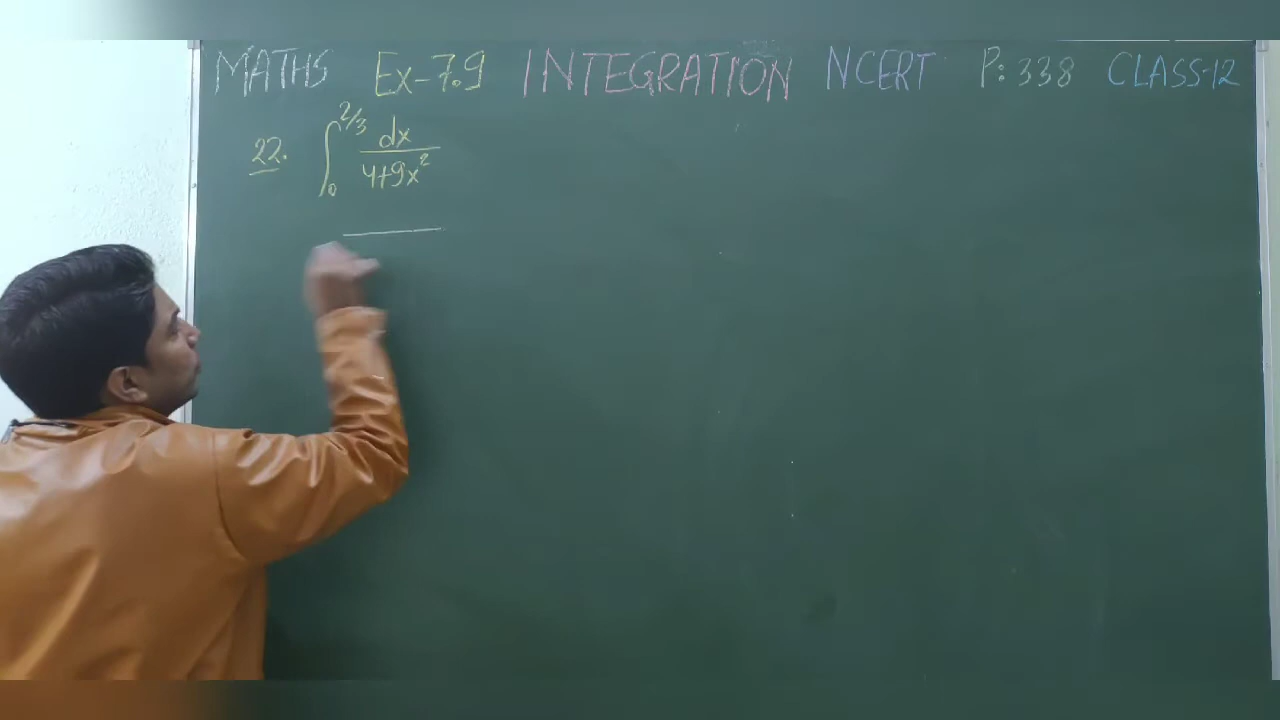 MATHS Ex-7.9 INTEGRATION NCERT P: 338 CLASS-12
22. ∫₀^{2/3} dx / (4+9x²)